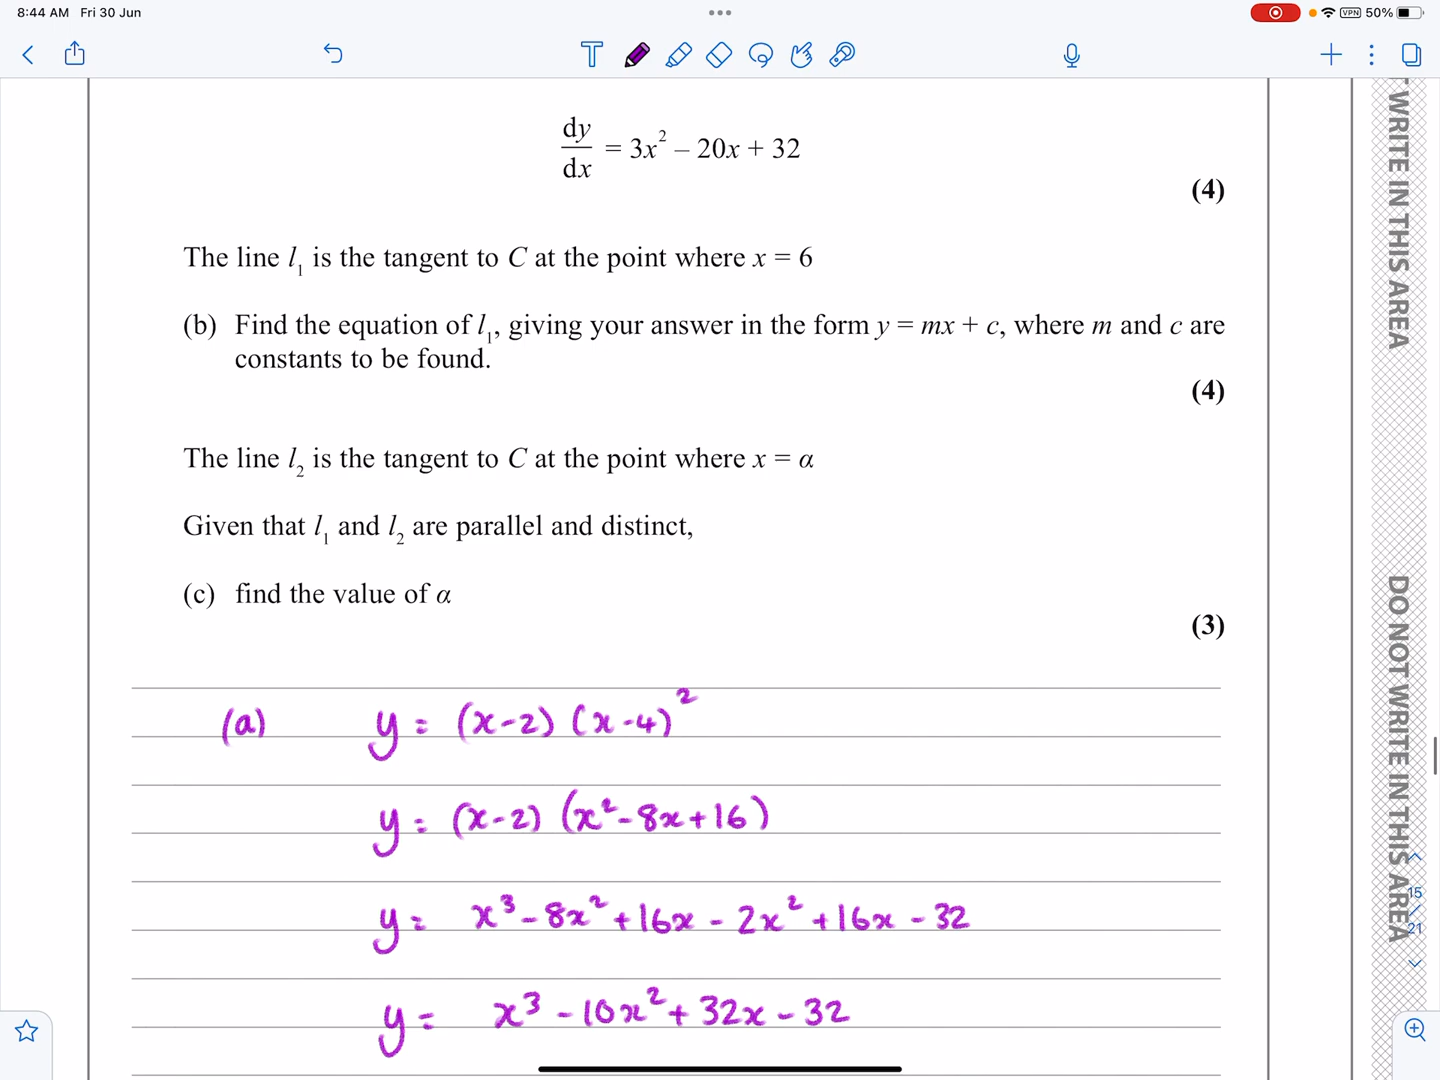 8:44 AM Fri 30 Jun
VPN 50%
dy/dx = 3x² – 20x + 32
(4)
The line l₁ is the tangent to C at the point where x = 6
(b) Find the equation of l₁, giving your answer in the form y = mx + c, where m and c are
constants to be found.
(4)
The line l₂ is the tangent to C at the point where x = α
Given that l₁ and l₂ are parallel and distinct,
(c) find the value of α
(3)
(a) y = (x-2) (x-4)²
y = (x-2) (x²-8x+16)
y = x³ - 8x² + 16x - 2x² + 16x - 32
y = x³ - 10x² + 32x - 32
WRITE IN THIS AREA
DO NOT WRITE IN THIS AREA
15/21